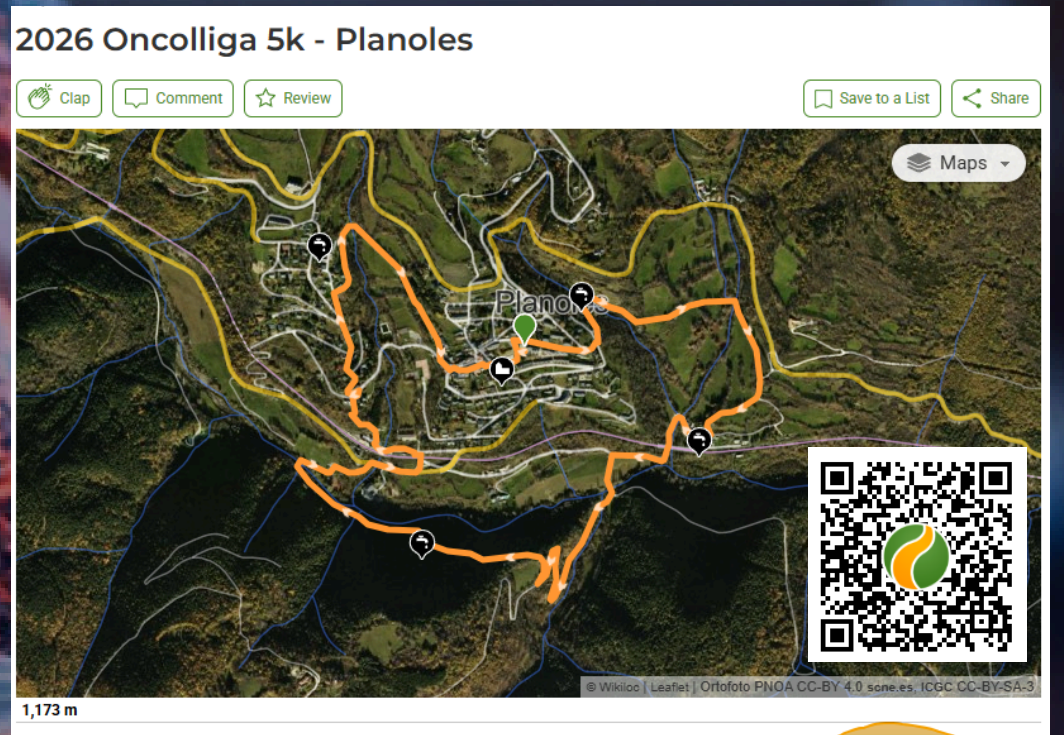 2026 Oncolliga 5k - Planoles
Clap
Comment
Review
Save to a List
Share
Maps
Planoles
© Wikiloc | Leaflet | Ortofoto PNOA CC-BY 4.0 scne.es, ICGC CC-BY-SA-3
1,173 m